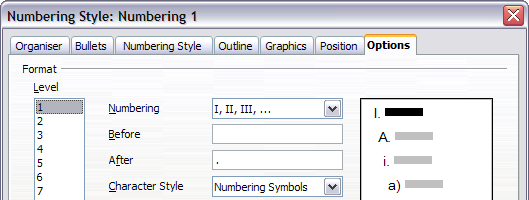 Numbering Style: Numbering 1
Organiser Bullets Numbering Style Outline Graphics Position Options
Format
Level
1
2
3
4
5
6
7
Numbering I, II, III, ...
Before
After .
Character Style Numbering Symbols
I.
A.
i.
a)